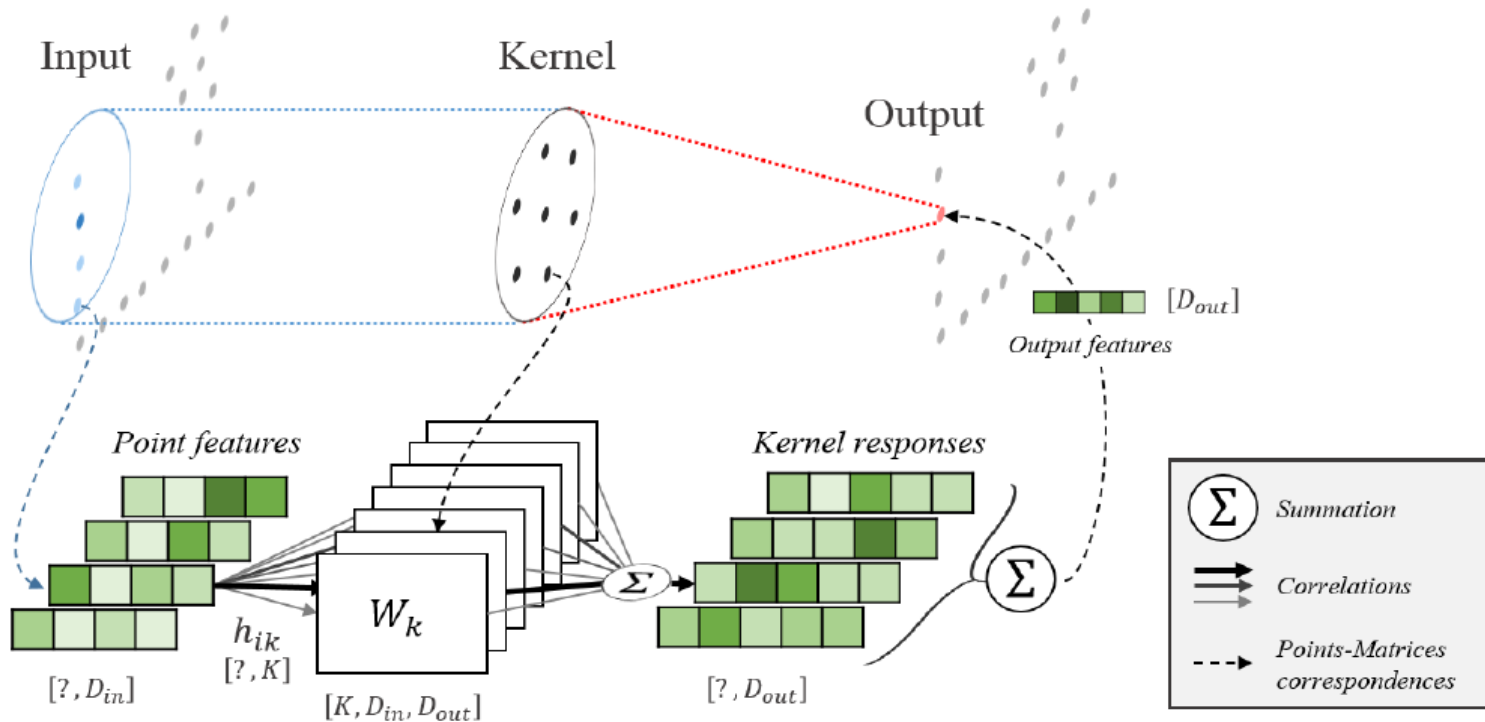 Input
Kernel
Output
[D_out]
Output features
Point features
Kernel responses
Σ
W_k
Σ
h_ik
[?, K]
[?, D_in]
[K, D_in, D_out]
[?, D_out]
Σ Summation
Correlations
Points-Matrices
correspondences